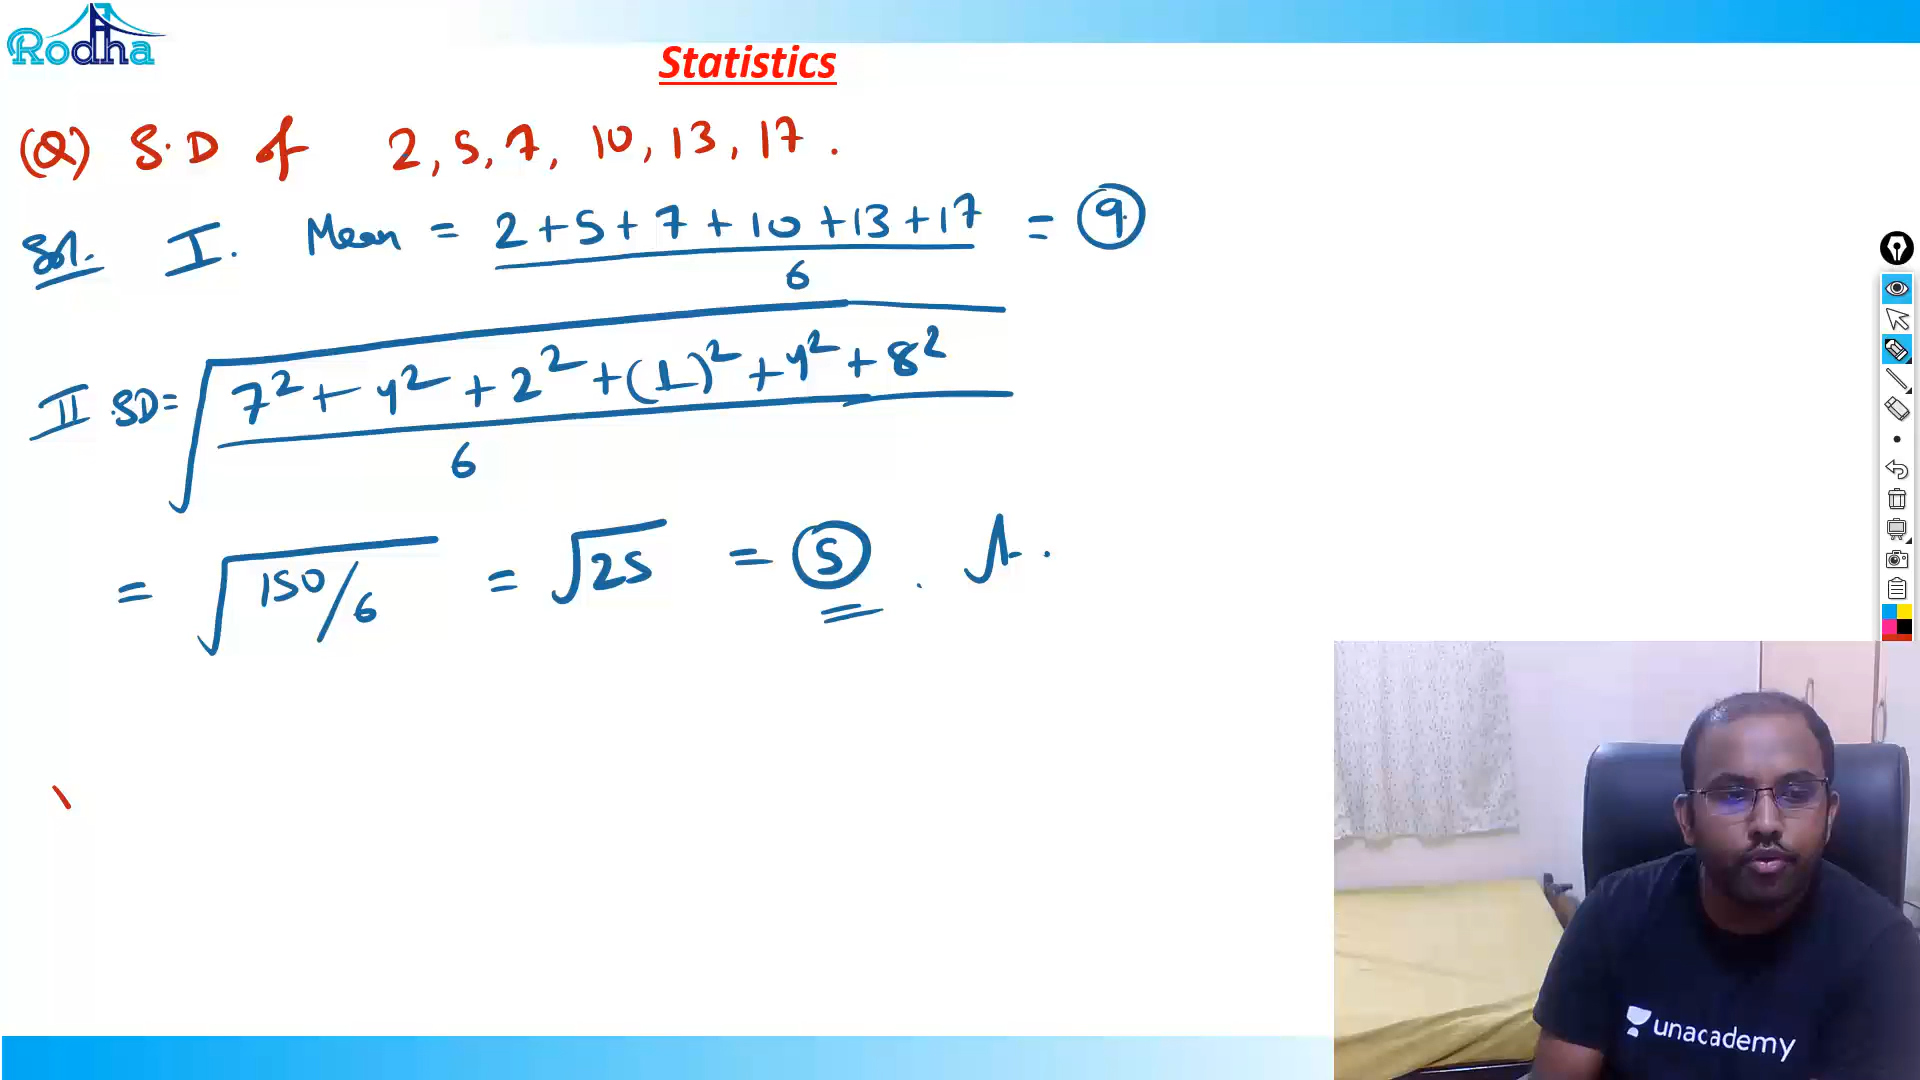 Rodha
Statistics
(Q) S.D of 2, 5, 7, 10, 13, 17.
Sol. I. Mean = 2+5+7+10+13+17 = 9
6
II SD= √ 7² + 4² + 2² + (1)² + 4² + 8²
6
= √150/6 = √25 = 5.
unacademy